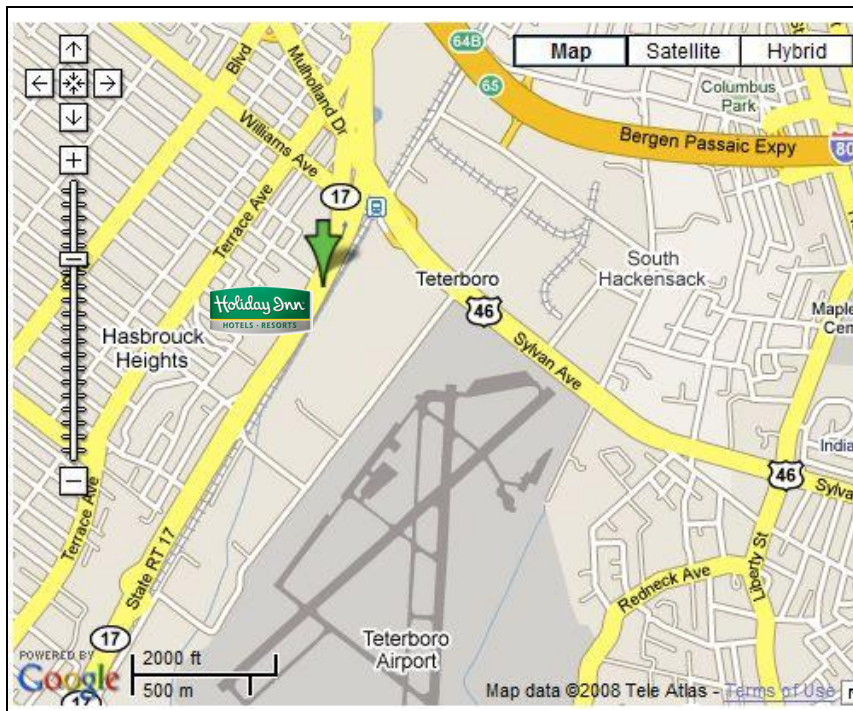 64B
65
Map
Satellite
Hybrid
Blvd
Mulholland Dr
Columbus
Park
Williams Ave
Bergen Passaic Expy
80
17
Terrace Ave
South
Hackensack
Teterboro
Holiday Inn
HOTELS · RESORTS
46
Maple
Cen
Hasbrouck
Heights
Sylvan Ave
India
46
Sylva
Terrace Ave
State RT 17
Redneck Ave
Liberty St
17
Teterboro
Airport
POWERED BY
Google
2000 ft
500 m
17
Map data ©2008 Tele Atlas - Terms of Use